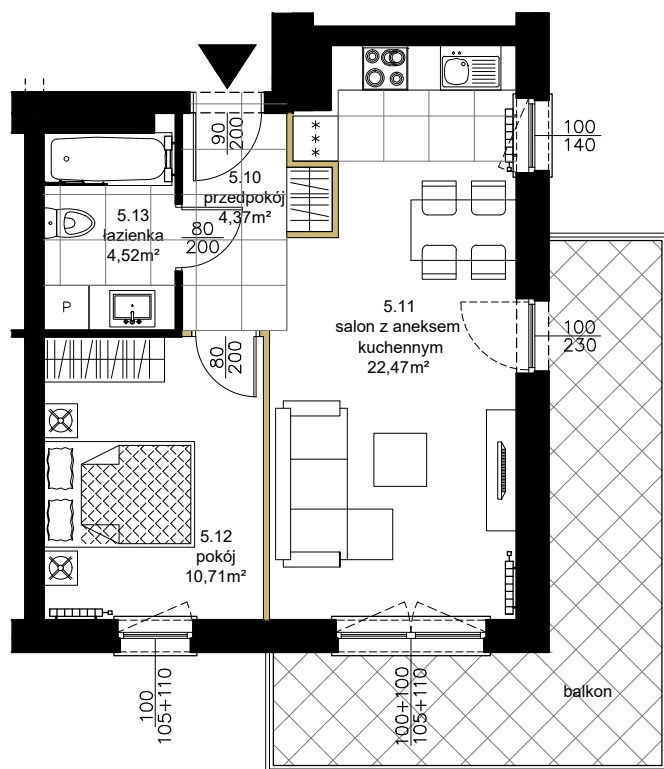 90
200
5.10
przedpokój
4,37m²
100
140
***
5.13
łazienka
4,52m²
80
200
P
5.11
salon z aneksem
kuchennym
22,47m²
100
230
80
200
5.12
pokój
10,71m²
100
105+110
100+100
105+110
balkon